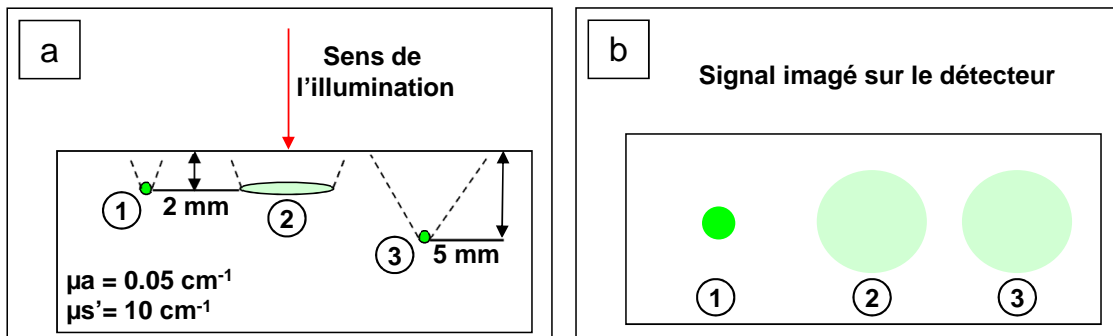 a
Sens de
l'illumination
1
2 mm
2
3
5 mm
µa = 0.05 cm-1
µs'= 10 cm-1
b
Signal imagé sur le détecteur
1
2
3